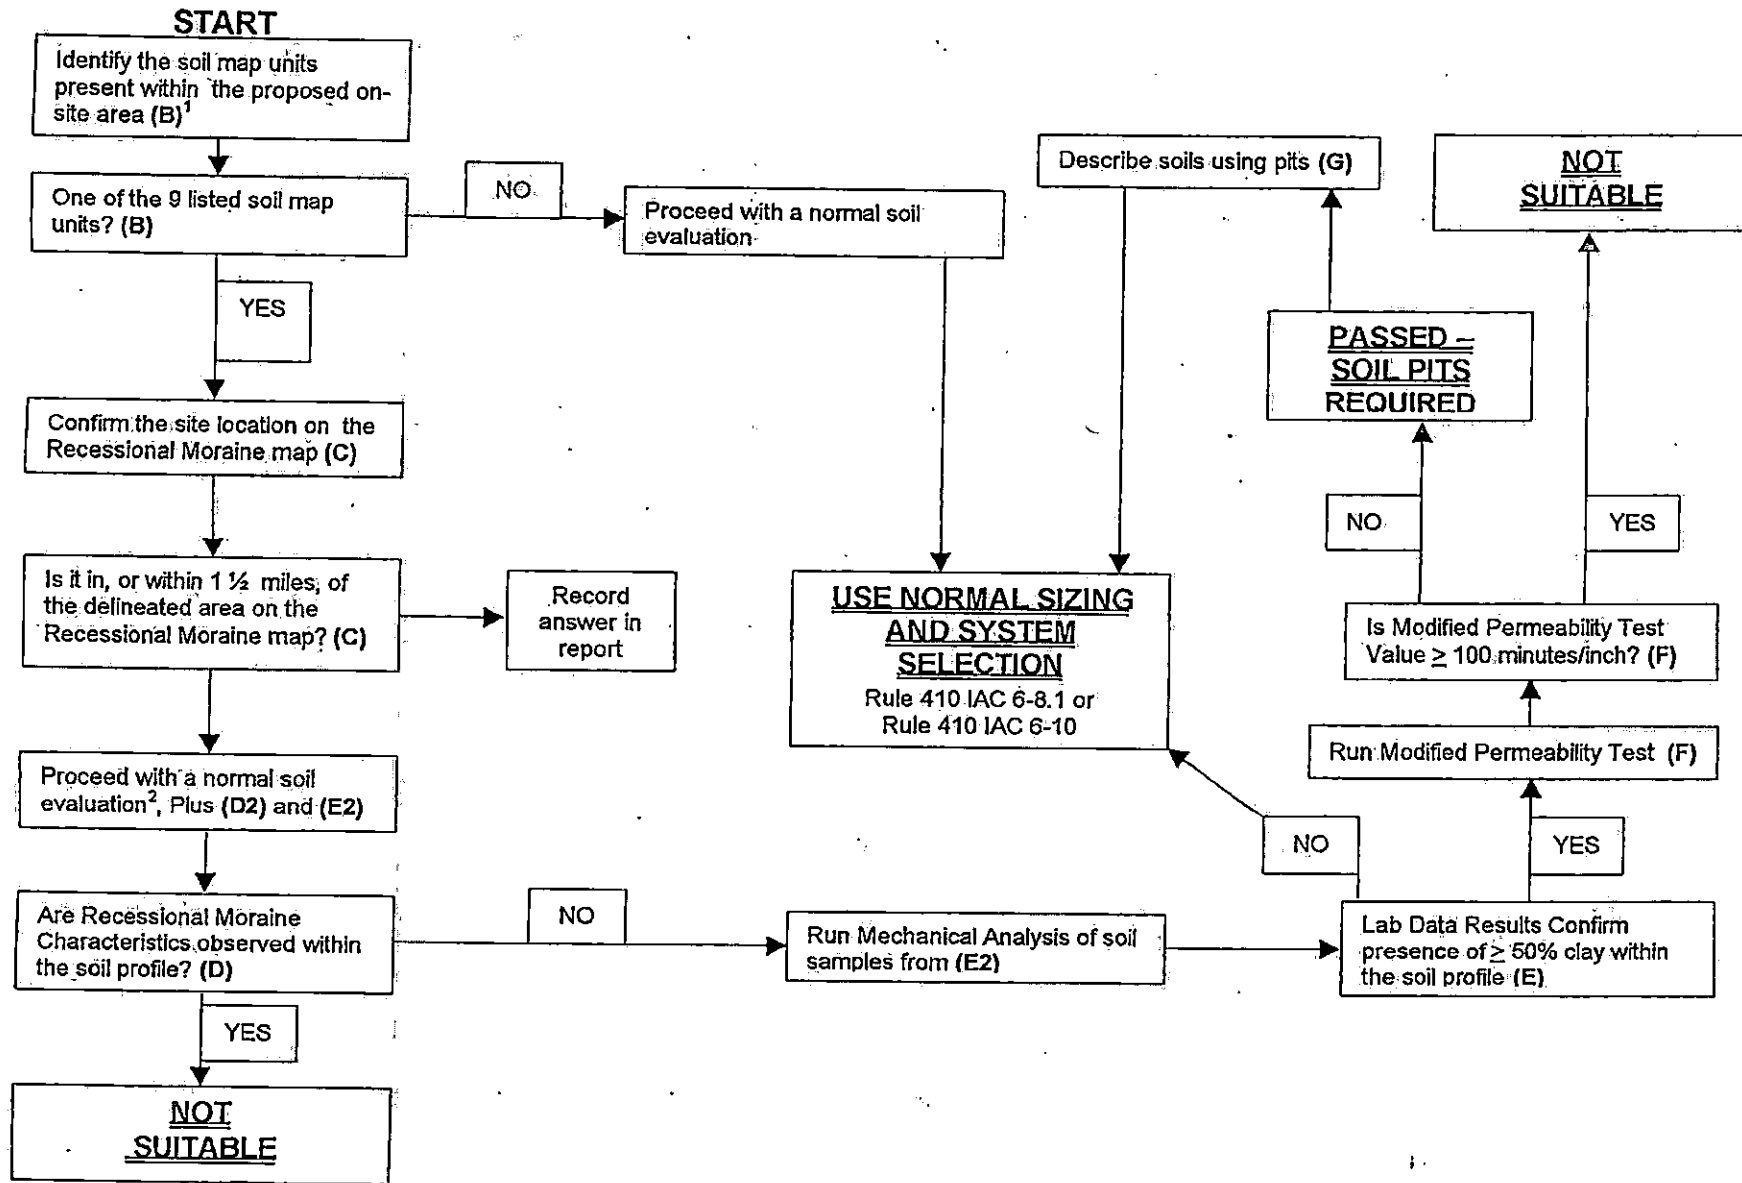 START
Identify the soil map units
present within the proposed on-
site area (B)¹
One of the 9 listed soil map
units? (B)
NO
Proceed with a normal soil
evaluation
YES
Confirm the site location on the
Recessional Moraine map (C)
Is it in, or within 1 ½ miles, of
the delineated area on the
Recessional Moraine map? (C)
Record
answer in
report
Proceed with a normal soil
evaluation², Plus (D2) and (E2)
Are Recessional Moraine
Characteristics observed within
the soil profile? (D)
YES
NOT
SUITABLE
NO
Run Mechanical Analysis of soil
samples from (E2)
Lab Data Results Confirm
presence of ≥ 50% clay within
the soil profile (E)
NO
YES
USE NORMAL SIZING
AND SYSTEM
SELECTION
Rule 410 IAC 6-8.1 or
Rule 410 IAC 6-10
Run Modified Permeability Test (F)
Is Modified Permeability Test
Value ≥ 100 minutes/inch? (F)
NO
YES
PASSED –
SOIL PITS
REQUIRED
Describe soils using pits (G)
NOT
SUITABLE